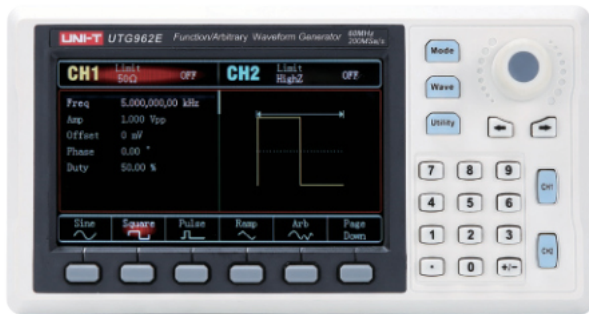 UNI-T UTG962E Function/Arbitrary Waveform Generator 60MHz 200MSa/s
CH1 Limit 50Ω OFF CH2 Limit HighZ OFF
Freq 5.000,000,00 kHz
Amp 1.000 Vpp
Offset 0 mV
Phase 0.00 °
Duty 50.00 %
Sine Square Pulse Ramp Arb Page Down
Mode
Wave
Utility
7 8 9
4 5 6
1 2 3
. 0 +/-
CH1
CH2